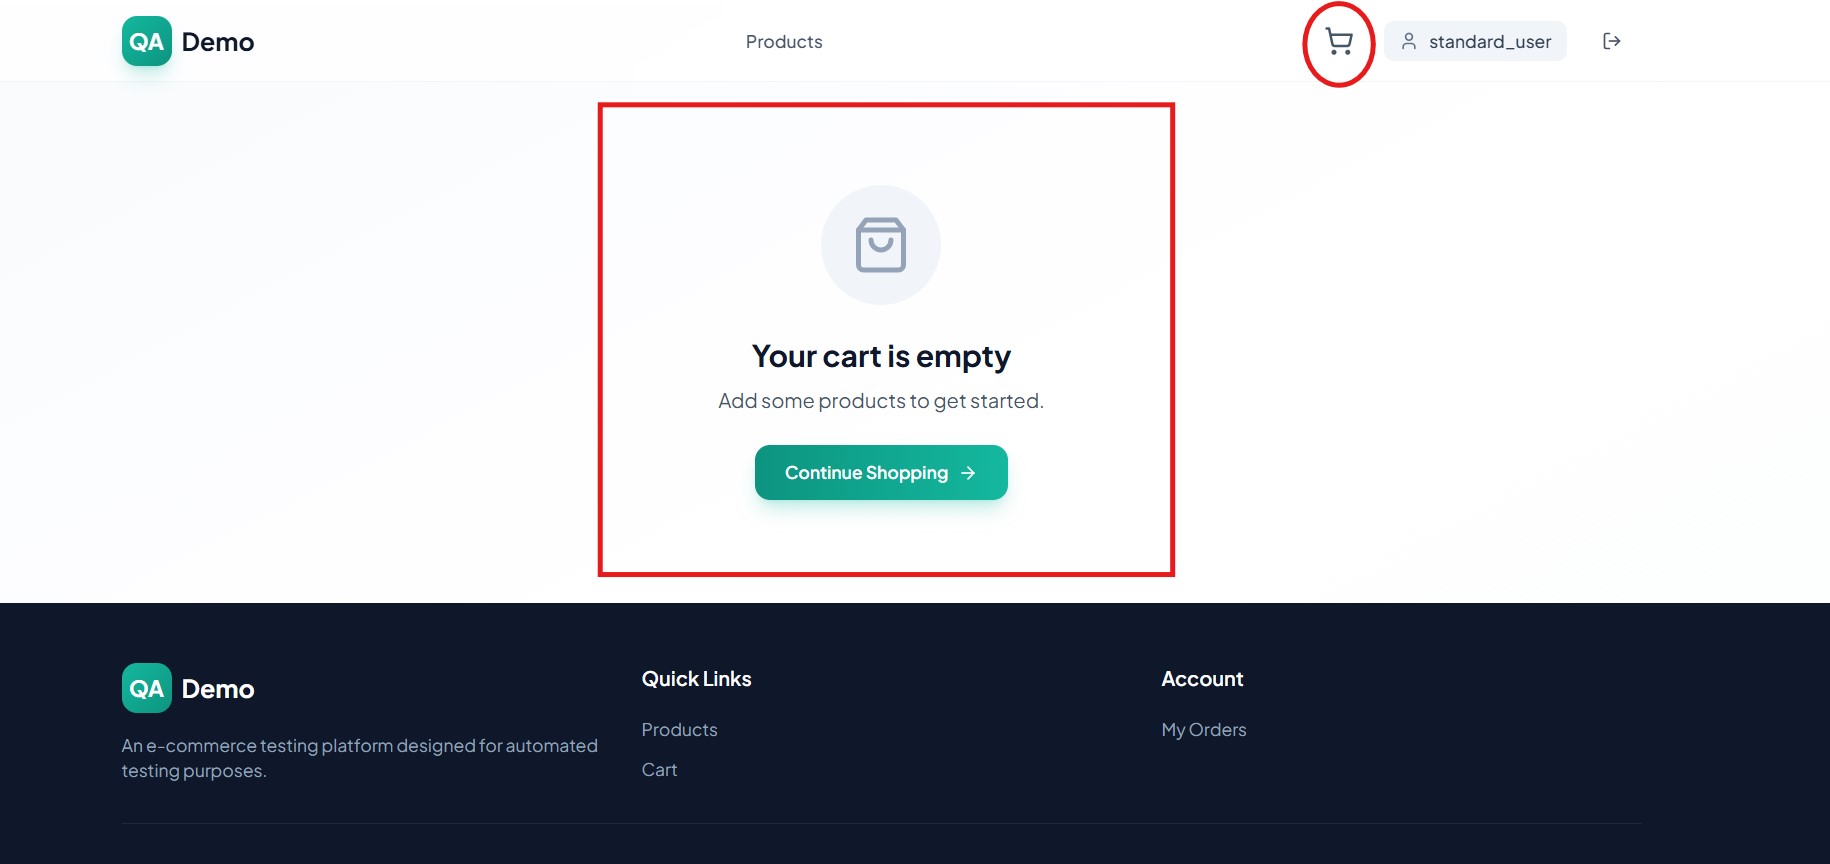 QA Demo
Products
standard_user
Your cart is empty
Add some products to get started.
Continue Shopping
QA Demo
An e-commerce testing platform designed for automated
testing purposes.
Quick Links
Products
Cart
Account
My Orders